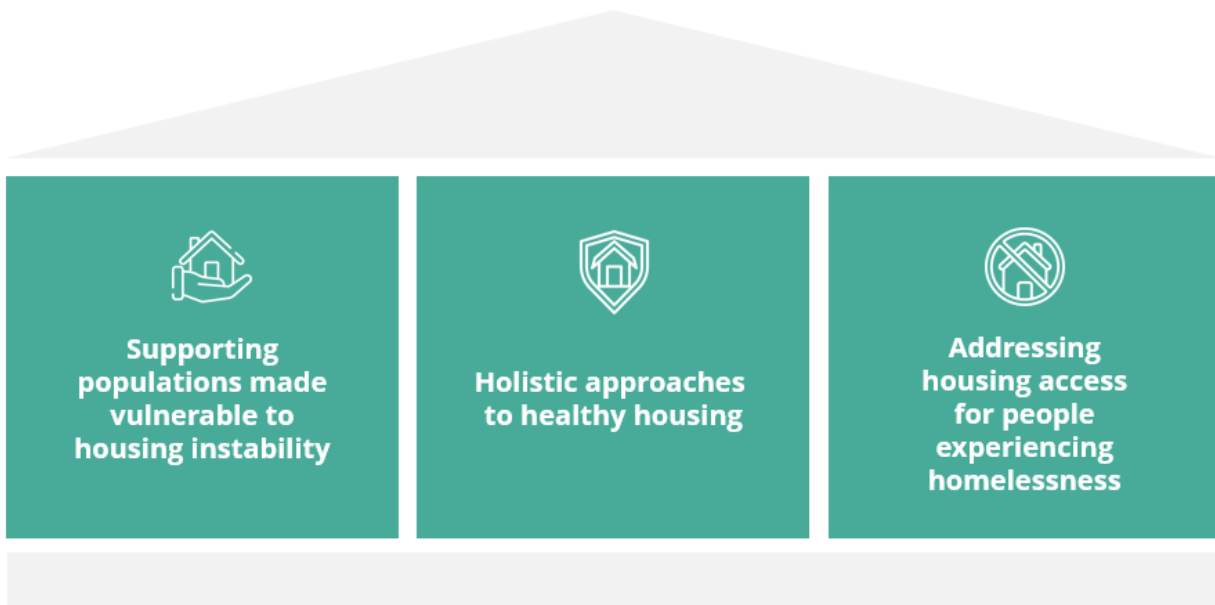 Supporting
populations made
vulnerable to
housing instability
Holistic approaches
to healthy housing
Addressing
housing access
for people
experiencing
homelessness